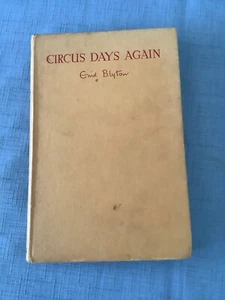 CIRCUS DAYS AGAIN
Enid Blyton